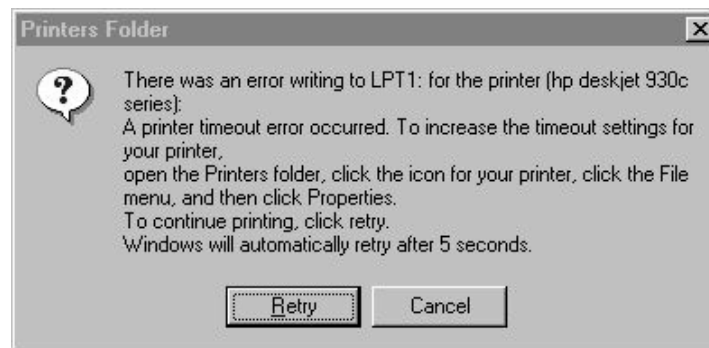 Printers Folder
There was an error writing to LPT1: for the printer (hp deskjet 930c
series):
A printer timeout error occurred. To increase the timeout settings for
your printer,
open the Printers folder, click the icon for your printer, click the File
menu, and then click Properties.
To continue printing, click retry.
Windows will automatically retry after 5 seconds.
Retry
Cancel